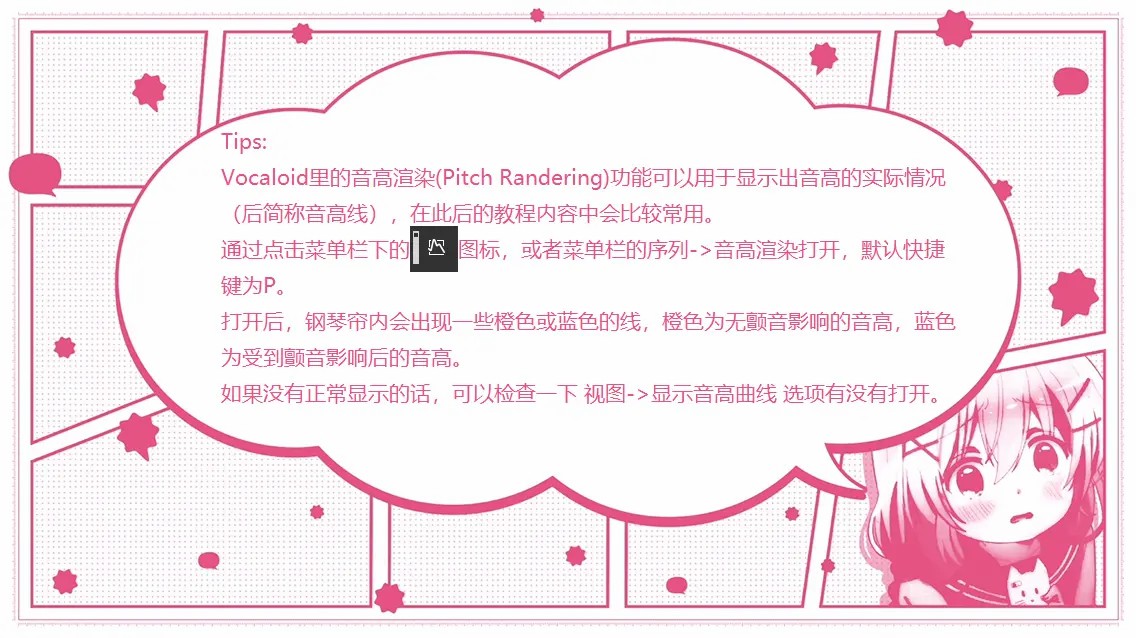 Tips:
Vocaloid里的音高渲染(Pitch Randering)功能可以用于显示出音高的实际情况
（后简称音高线），在此后的教程内容中会比较常用。
通过点击菜单栏下的图标，或者菜单栏的序列->音高渲染打开，默认快捷
键为P。
打开后，钢琴帘内会出现一些橙色或蓝色的线，橙色为无颤音影响的音高，蓝色
为受到颤音影响后的音高。
如果没有正常显示的话，可以检查一下 视图->显示音高曲线 选项有没有打开。